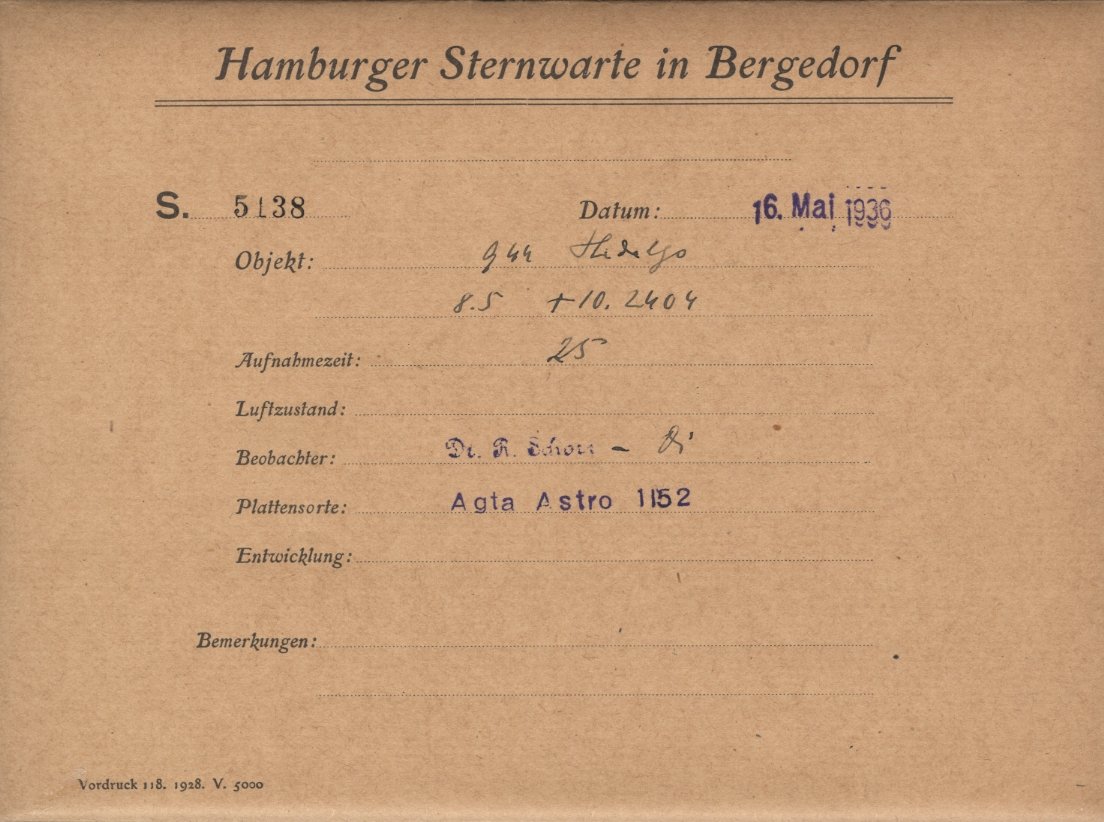 Hamburger Sternwarte in Bergedorf
S. 5138 Datum: 16. Mai 1936
Objekt: 944 Hidalgo
8.5 +10. 2404
Aufnahmezeit: 25
Luftzustand:
Beobachter: Dr. R. Schorr –
Plattensorte: Agfa Astro 1152
Entwicklung:
Bemerkungen:
Vordruck 118. 1928. V. 5000